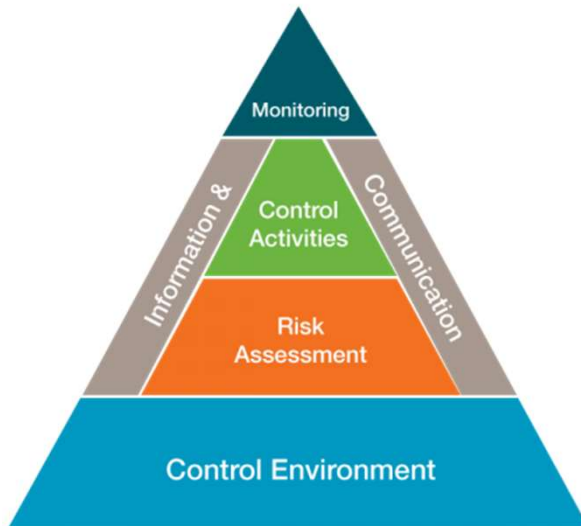 Monitoring
Information &
Communication
Control
Activities
Risk
Assessment
Control Environment